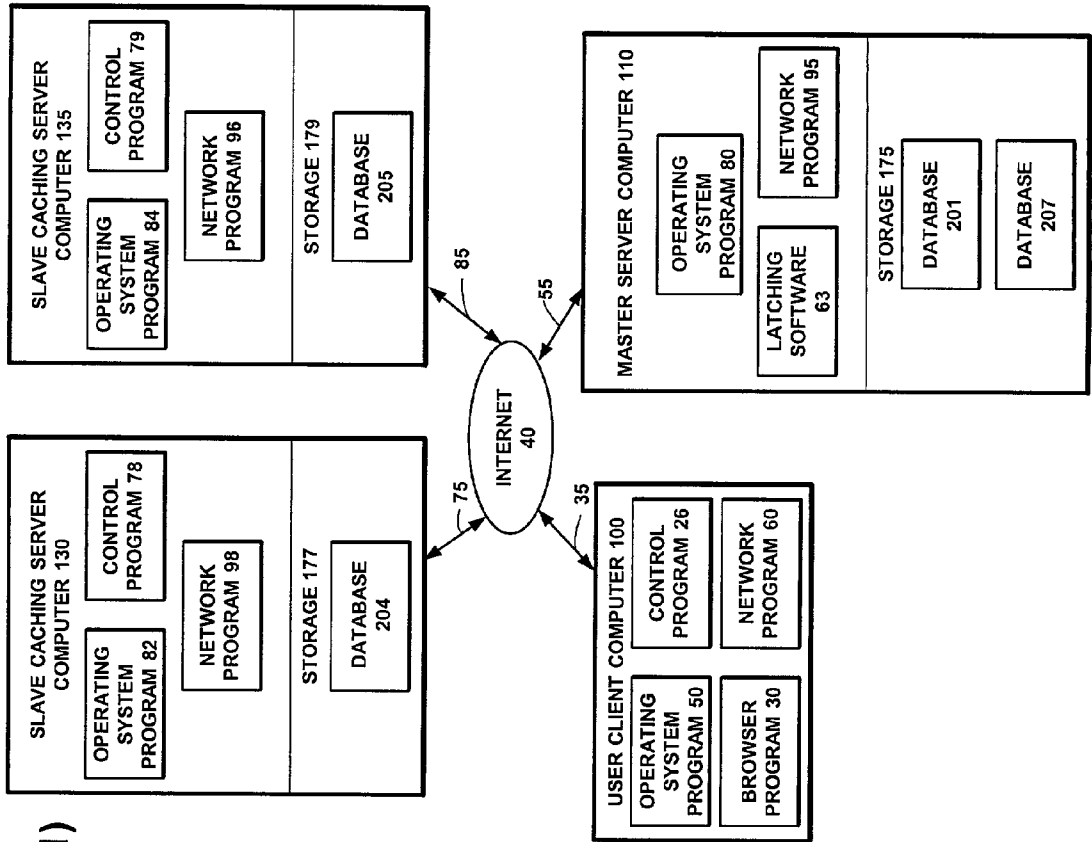 SLAVE CACHING SERVER
COMPUTER 130
OPERATING
SYSTEM
PROGRAM 82
CONTROL
PROGRAM 78
NETWORK
PROGRAM 98
STORAGE 177
DATABASE
204
SLAVE CACHING SERVER
COMPUTER 135
OPERATING
SYSTEM
PROGRAM 84
CONTROL
PROGRAM 79
NETWORK
PROGRAM 96
STORAGE 179
DATABASE
205
75
85
INTERNET
40
35
55
USER CLIENT COMPUTER 100
OPERATING
SYSTEM
PROGRAM 50
CONTROL
PROGRAM 26
BROWSER
PROGRAM 30
NETWORK
PROGRAM 60
MASTER SERVER COMPUTER 110
OPERATING
SYSTEM
PROGRAM 80
LATCHING
SOFTWARE
63
NETWORK
PROGRAM 95
STORAGE 175
DATABASE
201
DATABASE
207